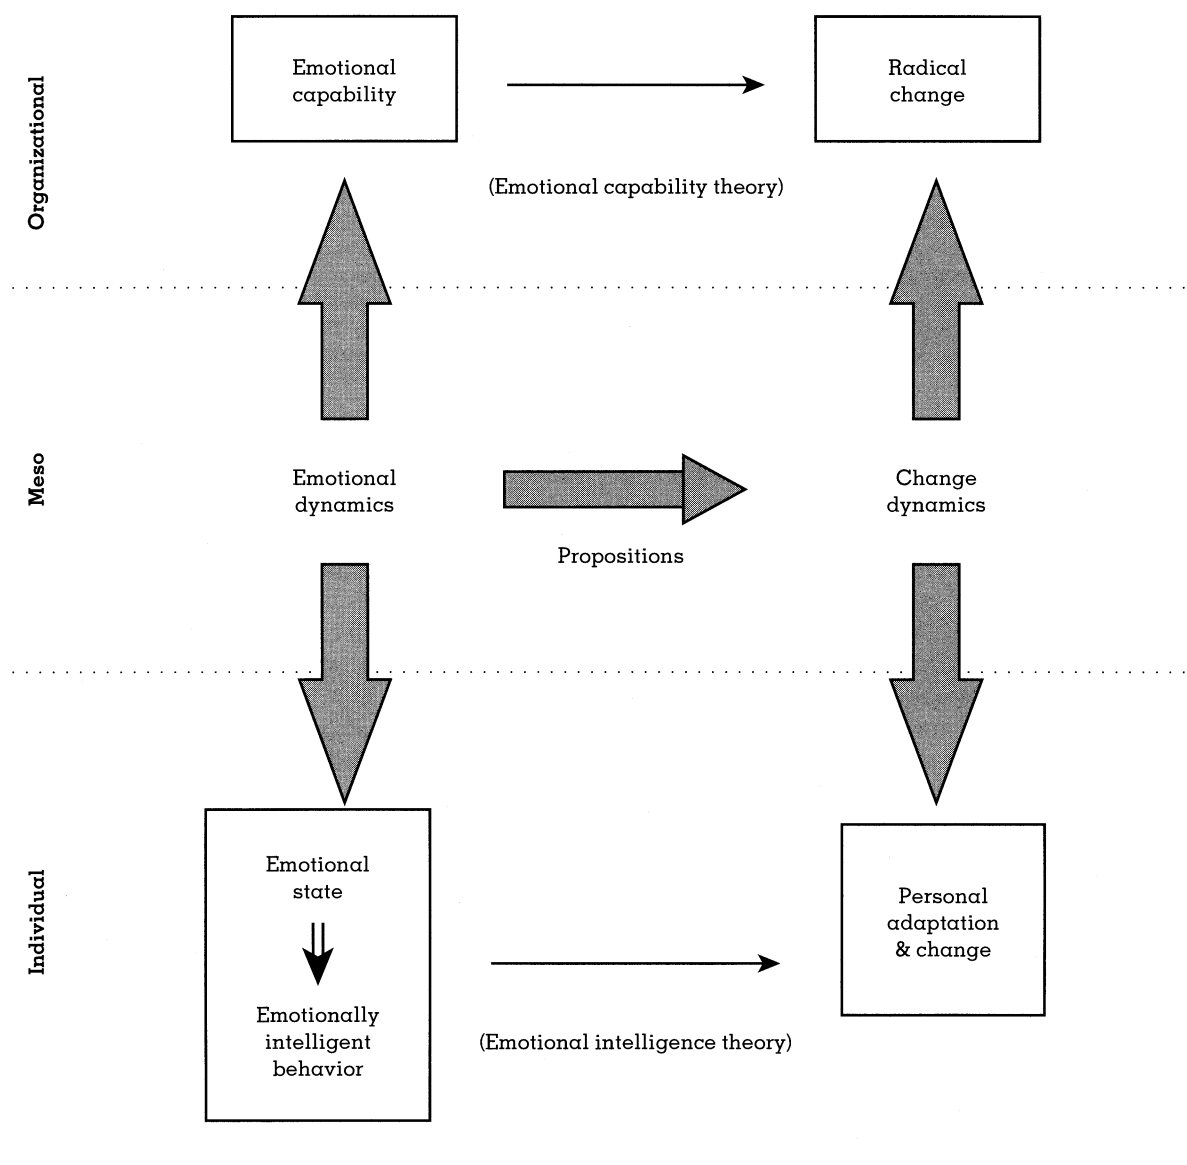 Organizational
Emotional
capability
Radical
change
(Emotional capability theory)
Meso
Emotional
dynamics
Propositions
Change
dynamics
Individual
Emotional
state
Emotionally
intelligent
behavior
(Emotional intelligence theory)
Personal
adaptation
& change